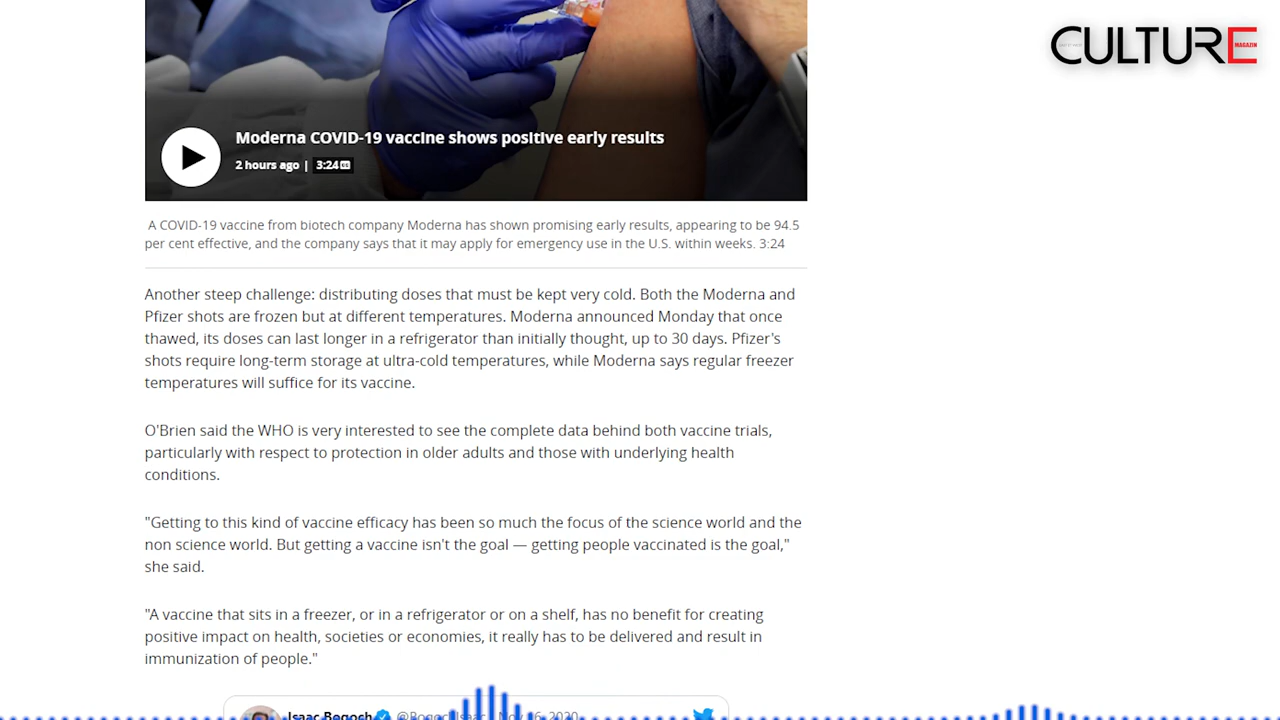 CULTURE
MAGAZIN
Moderna COVID-19 vaccine shows positive early results
2 hours ago | 3:24 CC
A COVID-19 vaccine from biotech company Moderna has shown promising early results, appearing to be 94.5
per cent effective, and the company says that it may apply for emergency use in the U.S. within weeks. 3:24
Another steep challenge: distributing doses that must be kept very cold. Both the Moderna and
Pfizer shots are frozen but at different temperatures. Moderna announced Monday that once
thawed, its doses can last longer in a refrigerator than initially thought, up to 30 days. Pfizer's
shots require long-term storage at ultra-cold temperatures, while Moderna says regular freezer
temperatures will suffice for its vaccine.
O'Brien said the WHO is very interested to see the complete data behind both vaccine trials,
particularly with respect to protection in older adults and those with underlying health
conditions.
"Getting to this kind of vaccine efficacy has been so much the focus of the science world and the
non science world. But getting a vaccine isn't the goal — getting people vaccinated is the goal,"
she said.
"A vaccine that sits in a freezer, or in a refrigerator or on a shelf, has no benefit for creating
positive impact on health, societies or economies, it really has to be delivered and result in
immunization of people."
Isaac Bogoch